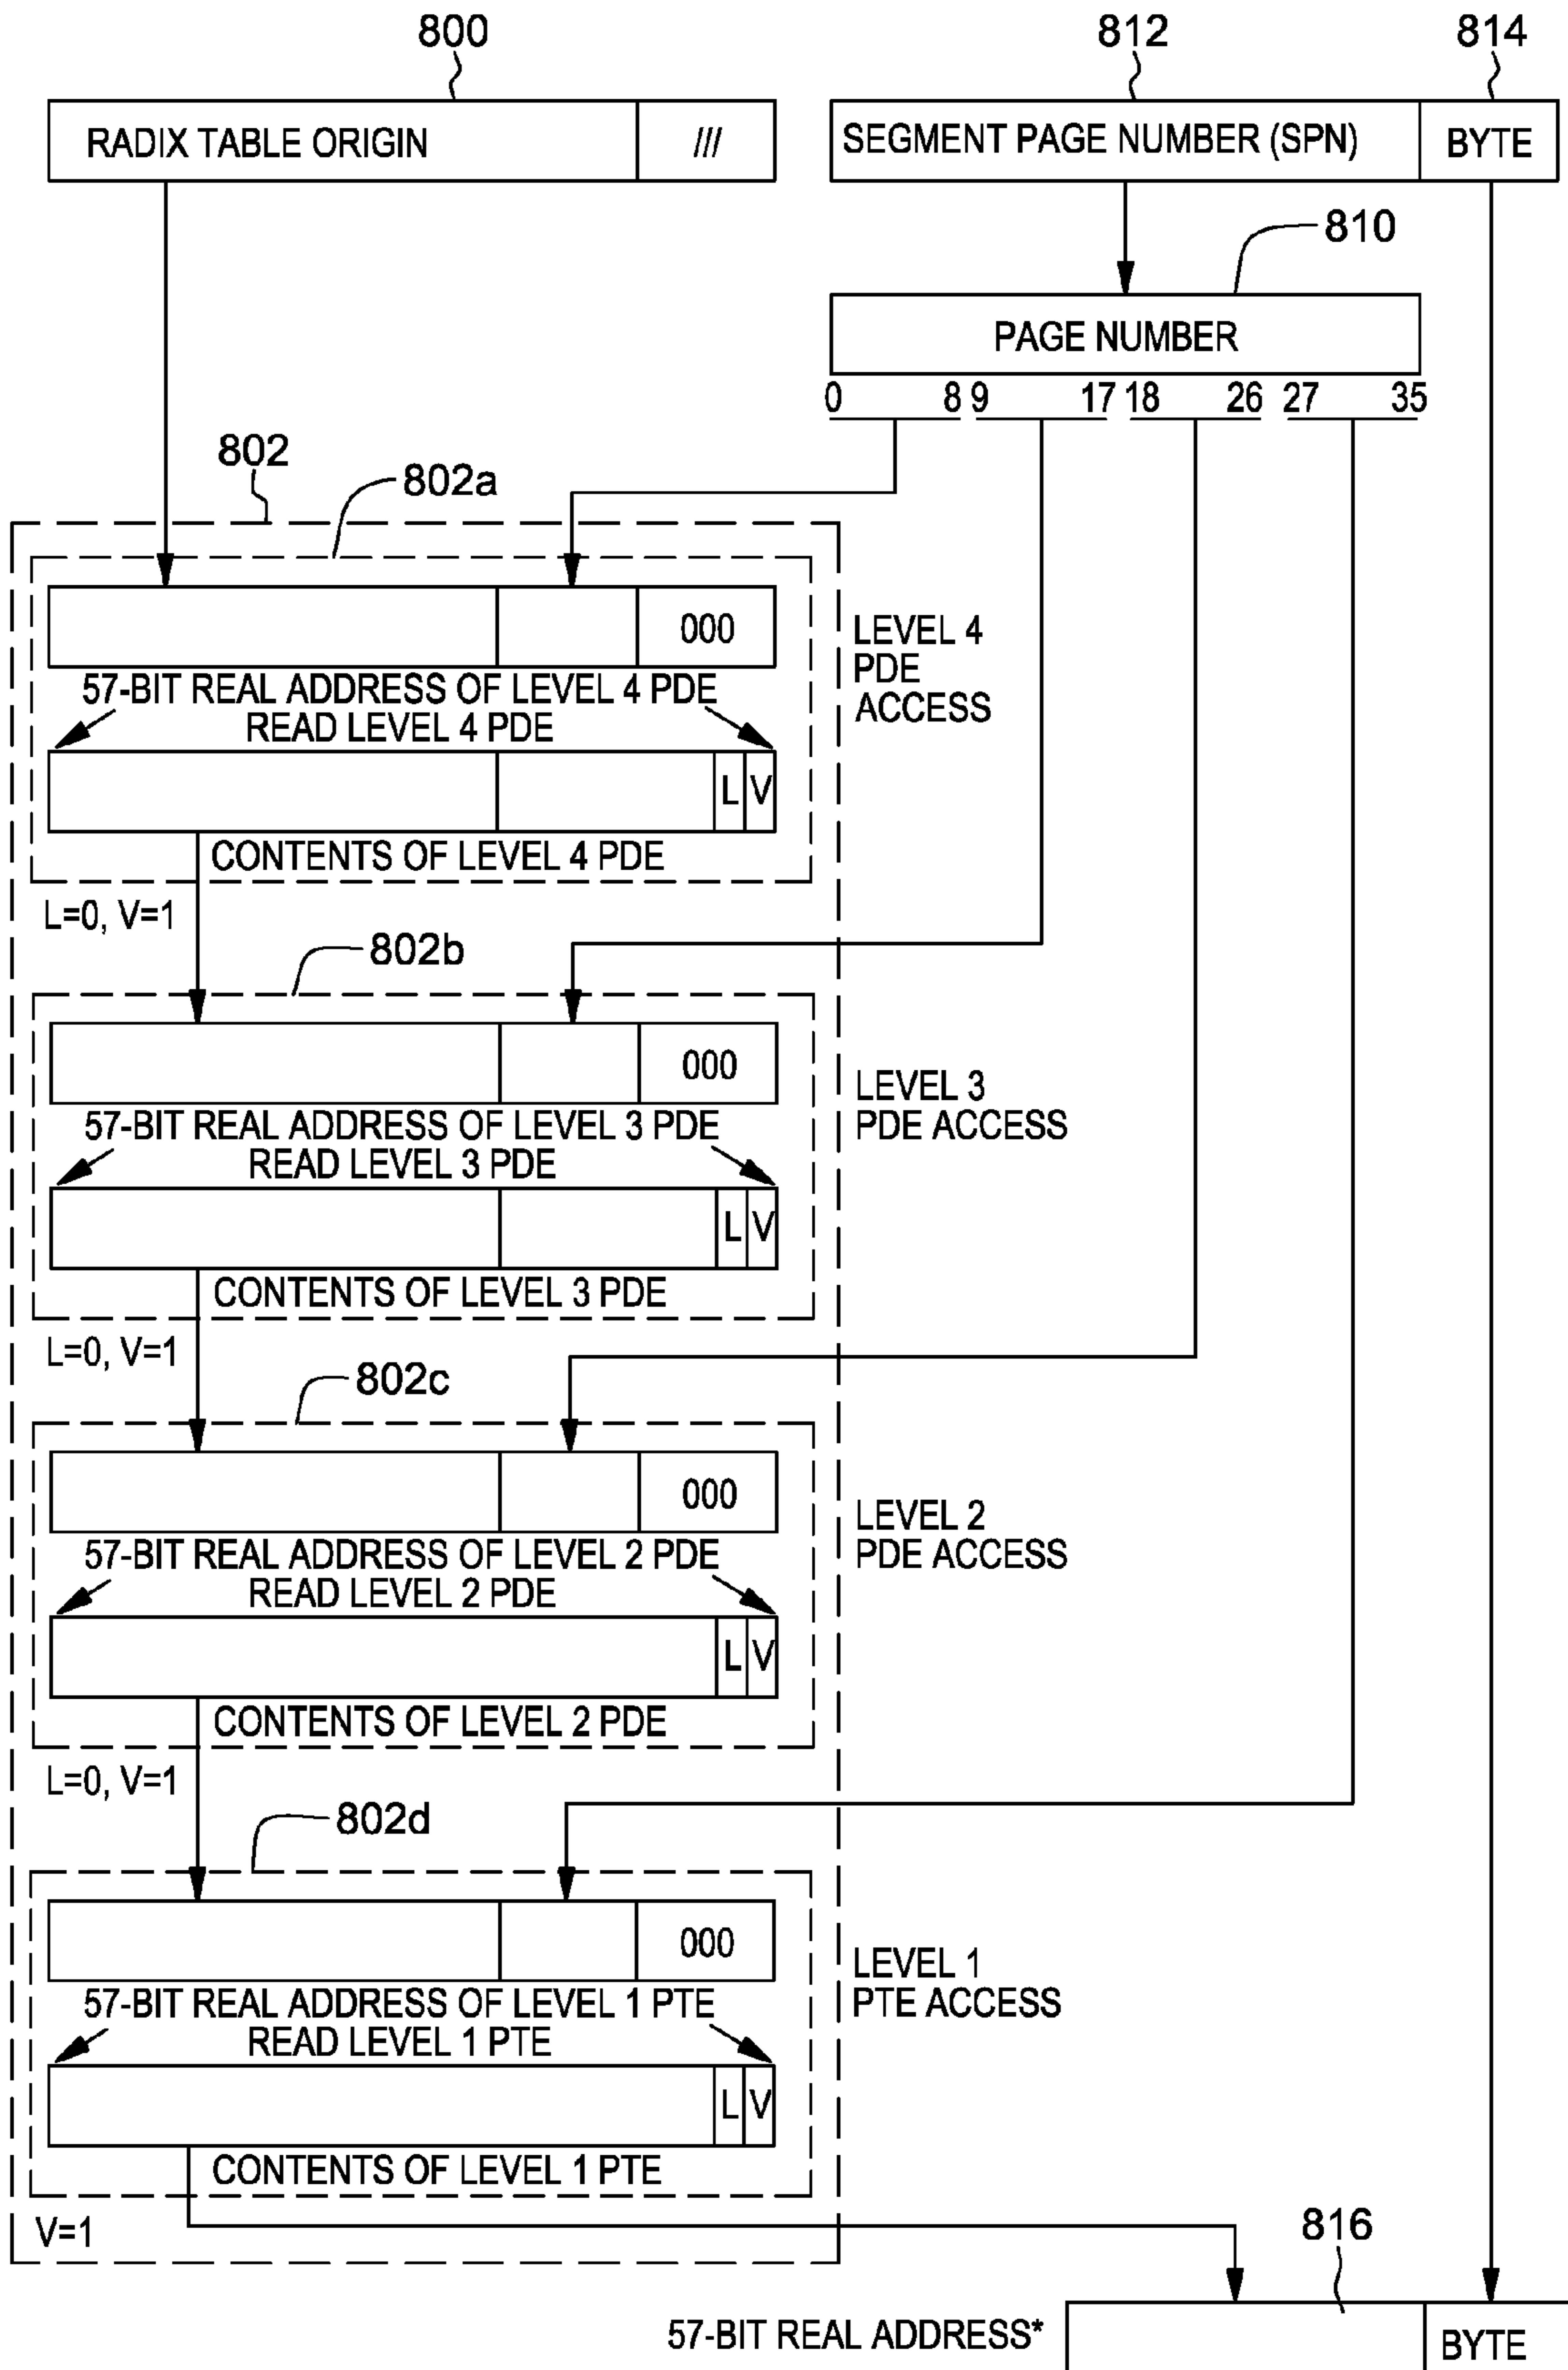 800
812
814
RADIX TABLE ORIGIN
///
SEGMENT PAGE NUMBER (SPN)
BYTE
810
PAGE NUMBER
0 8 9 17 18 26 27 35
802
802a
000
LEVEL 4
PDE
ACCESS
57-BIT REAL ADDRESS OF LEVEL 4 PDE
READ LEVEL 4 PDE
L V
CONTENTS OF LEVEL 4 PDE
L=0, V=1
802b
000
LEVEL 3
PDE ACCESS
57-BIT REAL ADDRESS OF LEVEL 3 PDE
READ LEVEL 3 PDE
L V
CONTENTS OF LEVEL 3 PDE
L=0, V=1
802c
000
LEVEL 2
PDE ACCESS
57-BIT REAL ADDRESS OF LEVEL 2 PDE
READ LEVEL 2 PDE
L V
CONTENTS OF LEVEL 2 PDE
L=0, V=1
802d
000
LEVEL 1
PTE ACCESS
57-BIT REAL ADDRESS OF LEVEL 1 PTE
READ LEVEL 1 PTE
L V
CONTENTS OF LEVEL 1 PTE
V=1
816
57-BIT REAL ADDRESS*
BYTE